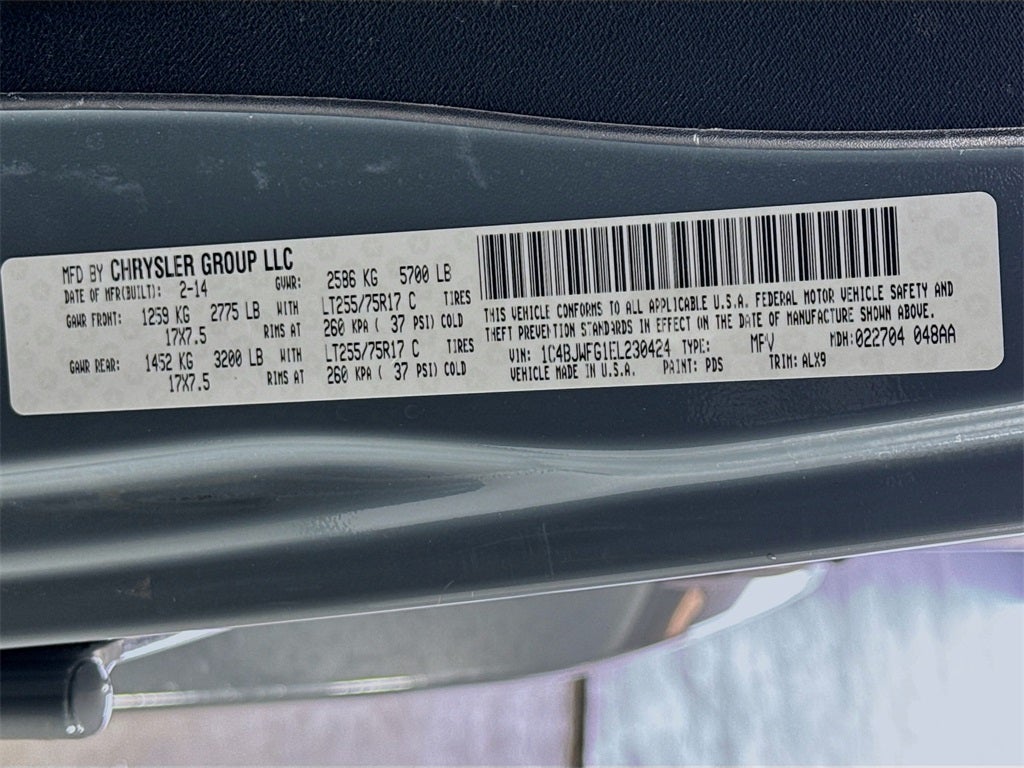 MFD BY CHRYSLER GROUP LLC
DATE OF MFR(BUILT): 2-14 GVWR: 2586 KG 5700 LB
GAWR FRONT: 1259 KG 2775 LB WITH LT255/75R17 C TIRES
17X7.5 RIMS AT 260 KPA ( 37 PSI) COLD
GAWR REAR: 1452 KG 3200 LB WITH LT255/75R17 C TIRES
17X7.5 RIMS AT 260 KPA ( 37 PSI) COLD
THIS VEHICLE CONFORMS TO ALL APPLICABLE U.S.A. FEDERAL MOTOR VEHICLE SAFETY AND
THEFT PREVENTION STANDARDS IN EFFECT ON THE DATE OF MANUFACTURE SHOWN ABOVE.
VIN: 1C4BJWFG1EL230424 TYPE: MFV MDH: 022704 048AA
VEHICLE MADE IN U.S.A. PAINT: PDS TRIM: ALX9